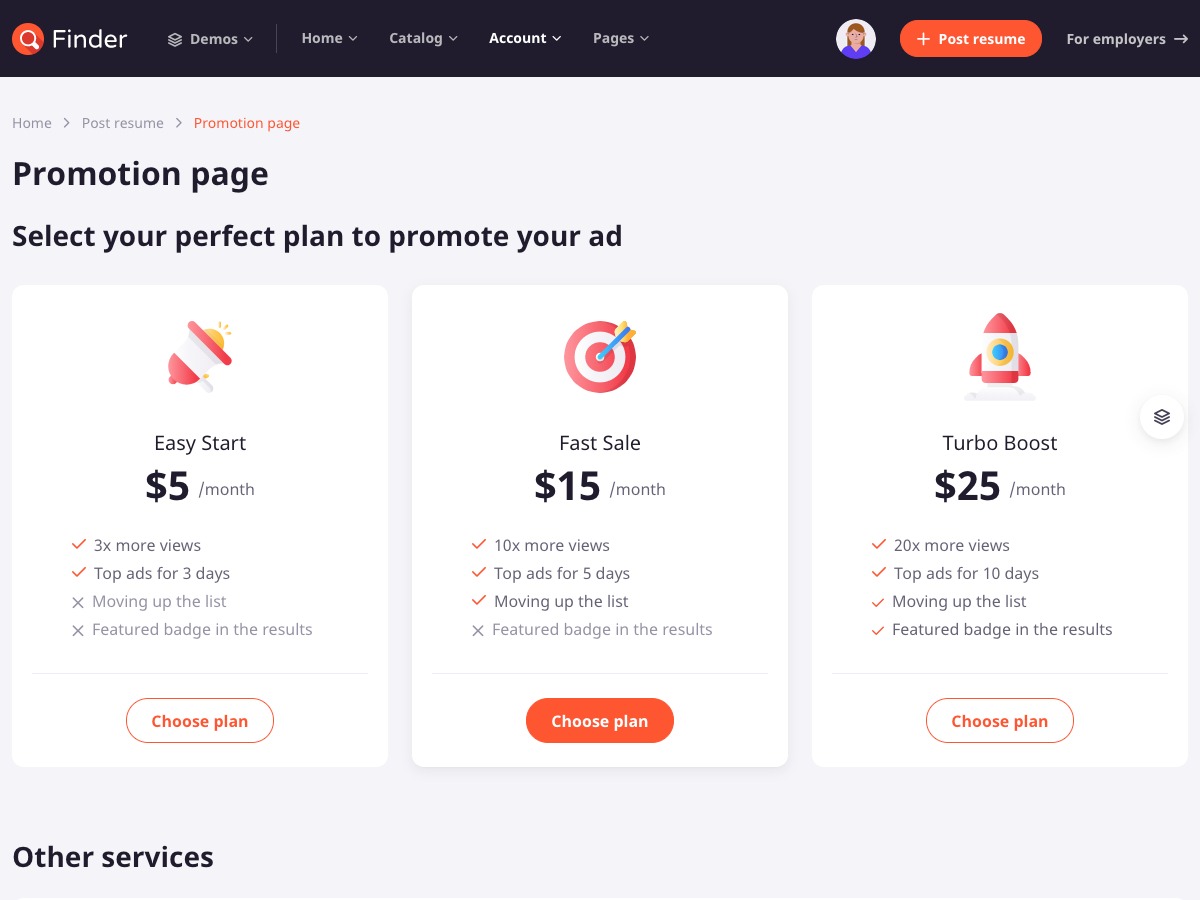 Finder
Demos
Home
Catalog
Account
Pages
Post resume
For employers
Home
Post resume
Promotion page
Promotion page
Select your perfect plan to promote your ad
Easy Start
$5 /month
3x more views
Top ads for 3 days
Moving up the list
Featured badge in the results
Choose plan
Fast Sale
$15 /month
10x more views
Top ads for 5 days
Moving up the list
Featured badge in the results
Choose plan
Turbo Boost
$25 /month
20x more views
Top ads for 10 days
Moving up the list
Featured badge in the results
Choose plan
Other services